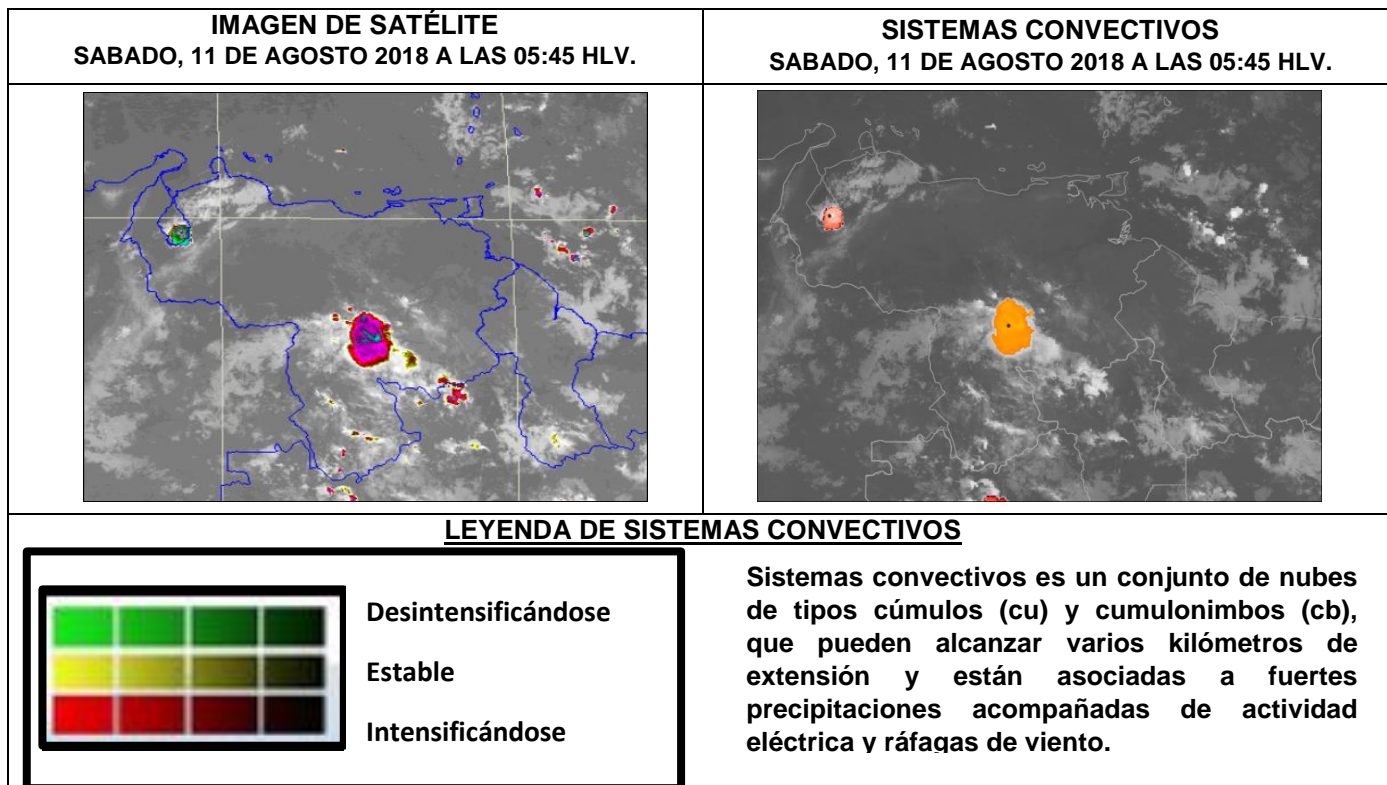 IMAGEN DE SATÉLITE
SABADO, 11 DE AGOSTO 2018 A LAS 05:45 HLV.
SISTEMAS CONVECTIVOS
SABADO, 11 DE AGOSTO 2018 A LAS 05:45 HLV.
LEYENDA DE SISTEMAS CONVECTIVOS
Desintensificándose
Estable
Intensificándose
Sistemas convectivos es un conjunto de nubes
de tipos cúmulos (cu) y cumulonimbos (cb),
que pueden alcanzar varios kilómetros de
extensión y están asociadas a fuertes
precipitaciones acompañadas de actividad
eléctrica y ráfagas de viento.